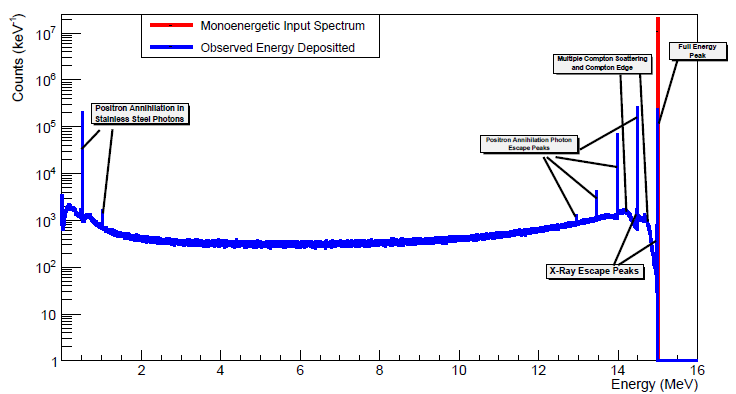 Counts (keV⁻¹)
10⁷
10⁶
10⁵
10⁴
10³
10²
10
1
Monoenergetic Input Spectrum
Observed Energy Depositted
Positron Annihilation in
Stainless Steel Photons
Multiple Compton Scattering
and Compton Edge
Full Energy
Peak
Positron Annihilation Photon
Escape Peaks
X-Ray Escape Peaks
2 4 6 8 10 12 14 16
Energy (MeV)